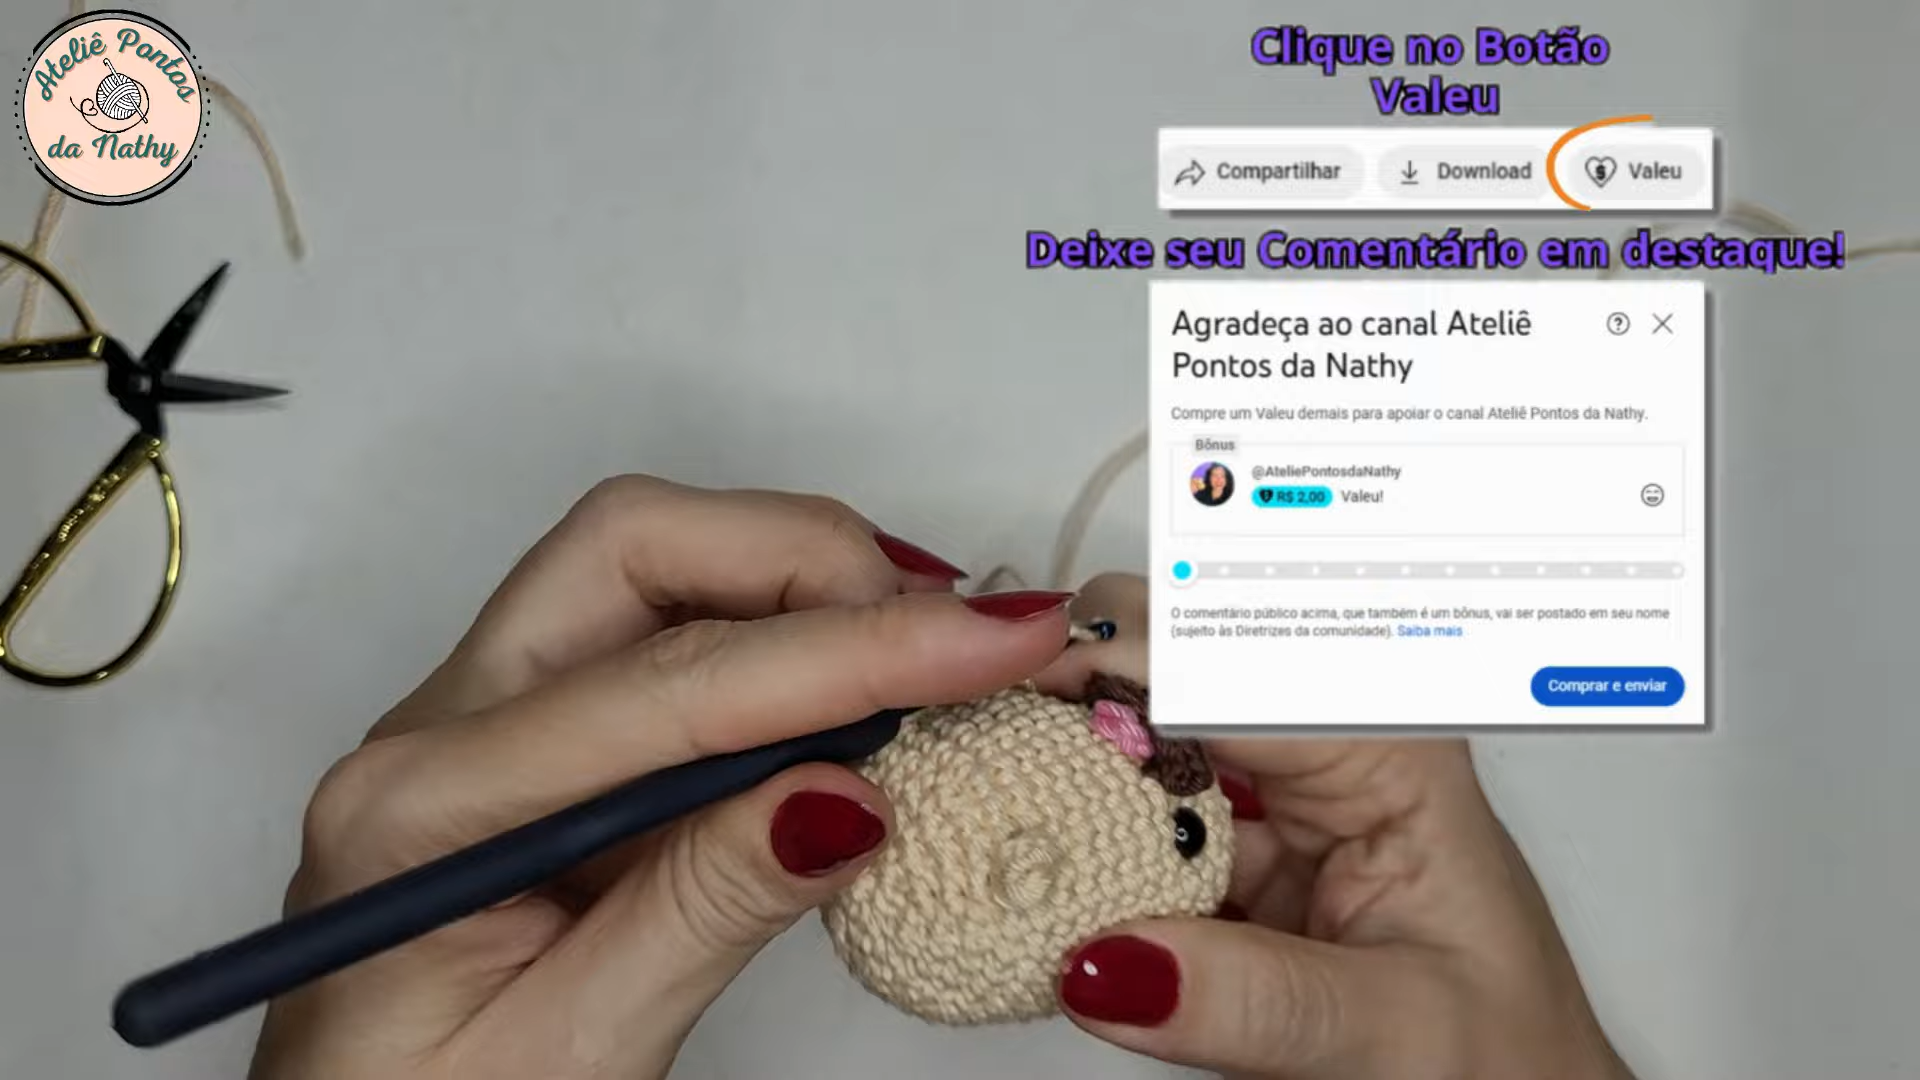 Ateliê Pontos
da Nathy
Clique no Botão
Valeu
Compartilhar
Download
Valeu
Deixe seu Comentário em destaque!
Agradeça ao canal Ateliê
Pontos da Nathy
Compre um Valeu demais para apoiar o canal Ateliê Pontos da Nathy.
Bônus
@AteliePontosdaNathy
R$ 2,00 Valeu!
O comentário público acima, que também é um bônus, vai ser postado em seu nome
(sujeito às Diretrizes da comunidade). Saiba mais
Comprar e enviar